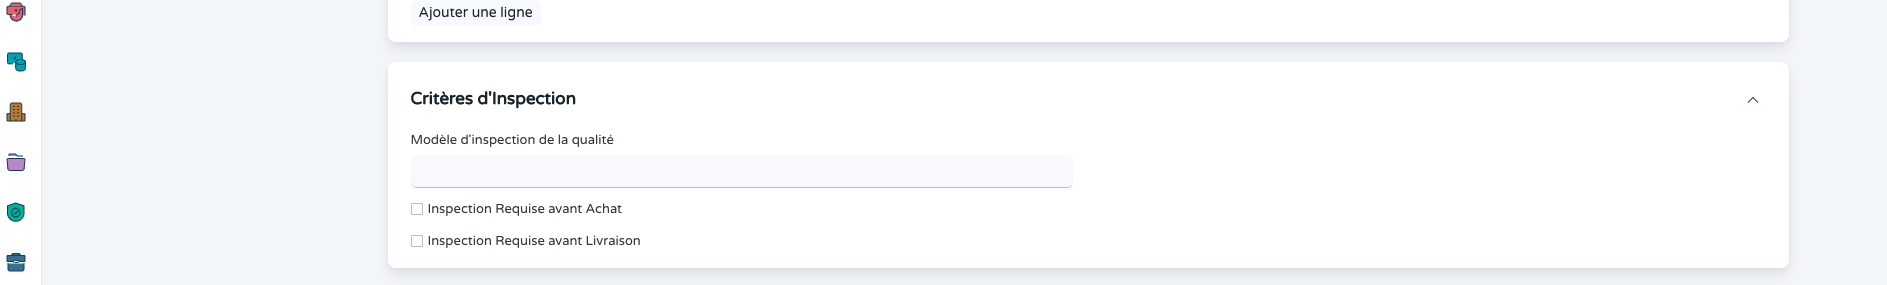 Ajouter une ligne
Critères d'Inspection
Modèle d'inspection de la qualité
Inspection Requise avant Achat
Inspection Requise avant Livraison